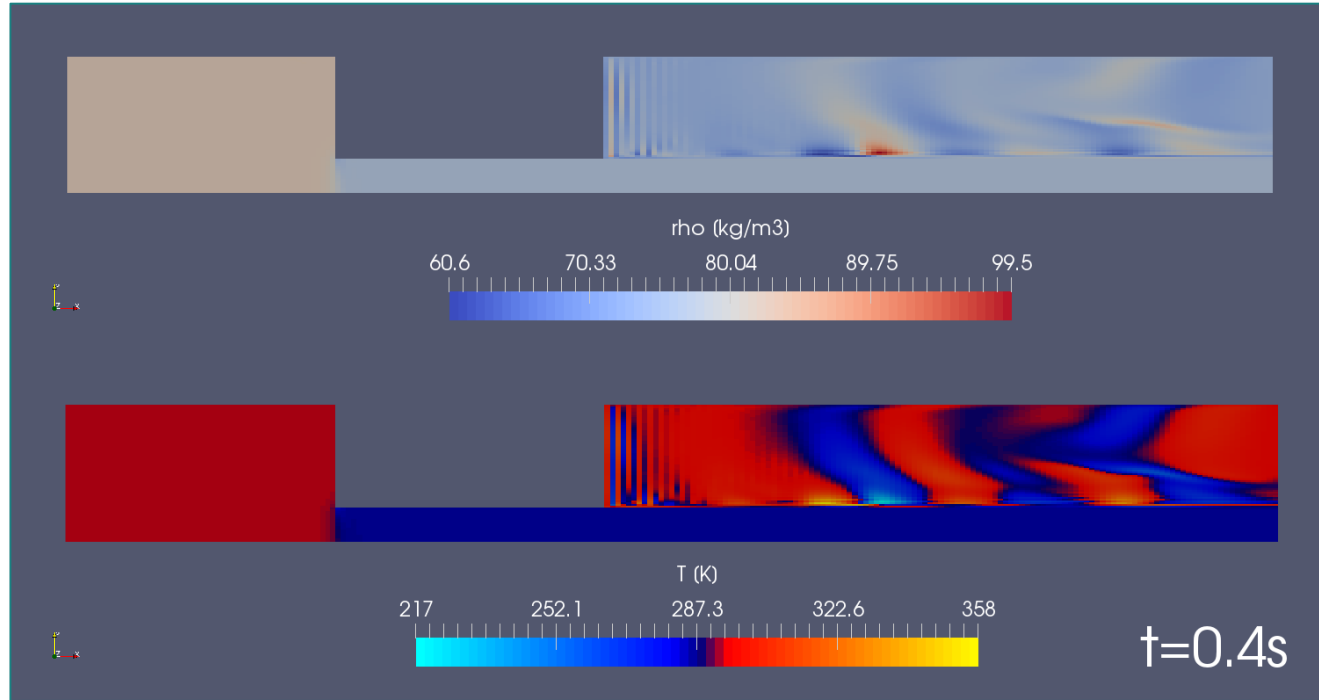 rho (kg/m3)
60.6 70.33 80.04 89.75 99.5
T (K)
217 252.1 287.3 322.6 358
t=0.4s